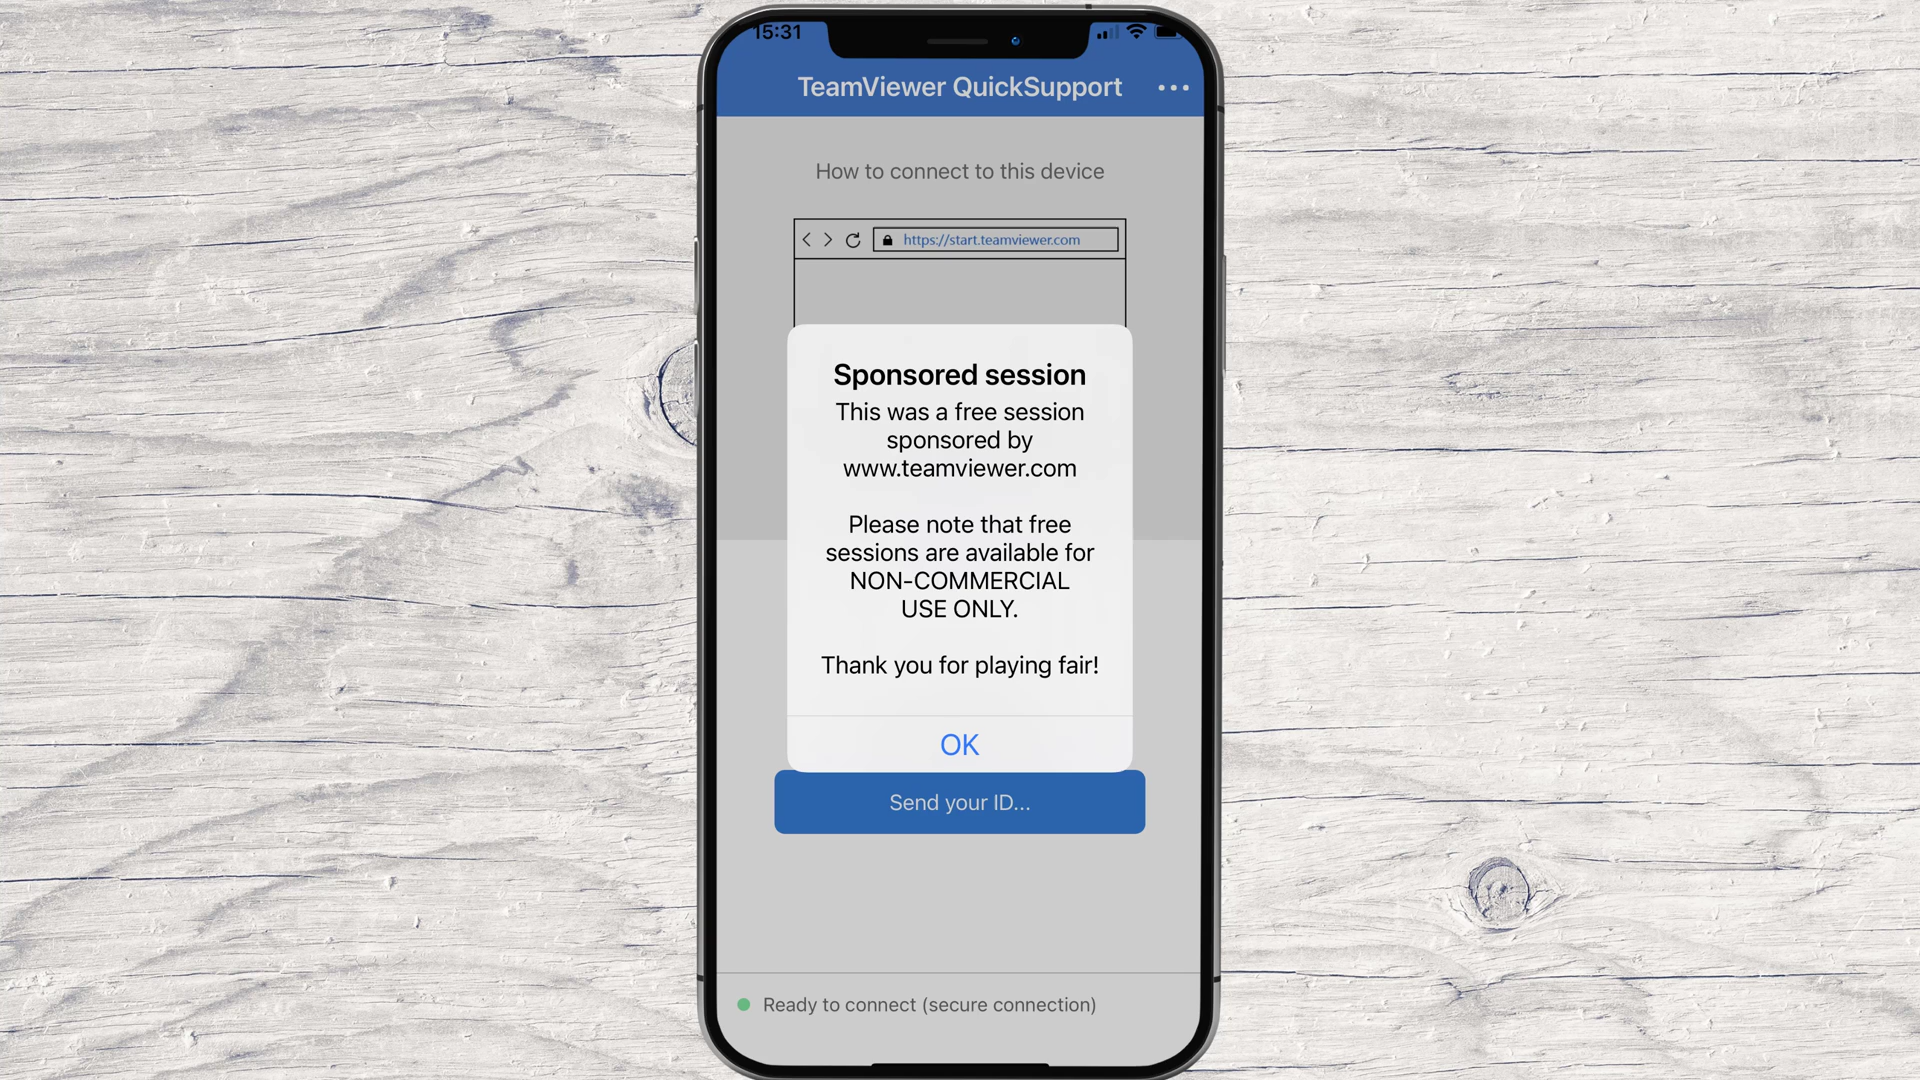 15:31
TeamViewer QuickSupport
How to connect to this device
https://start.teamviewer.com
Sponsored session
This was a free session
sponsored by
www.teamviewer.com
Please note that free
sessions are available for
NON-COMMERCIAL
USE ONLY.
Thank you for playing fair!
OK
Send your ID...
Ready to connect (secure connection)